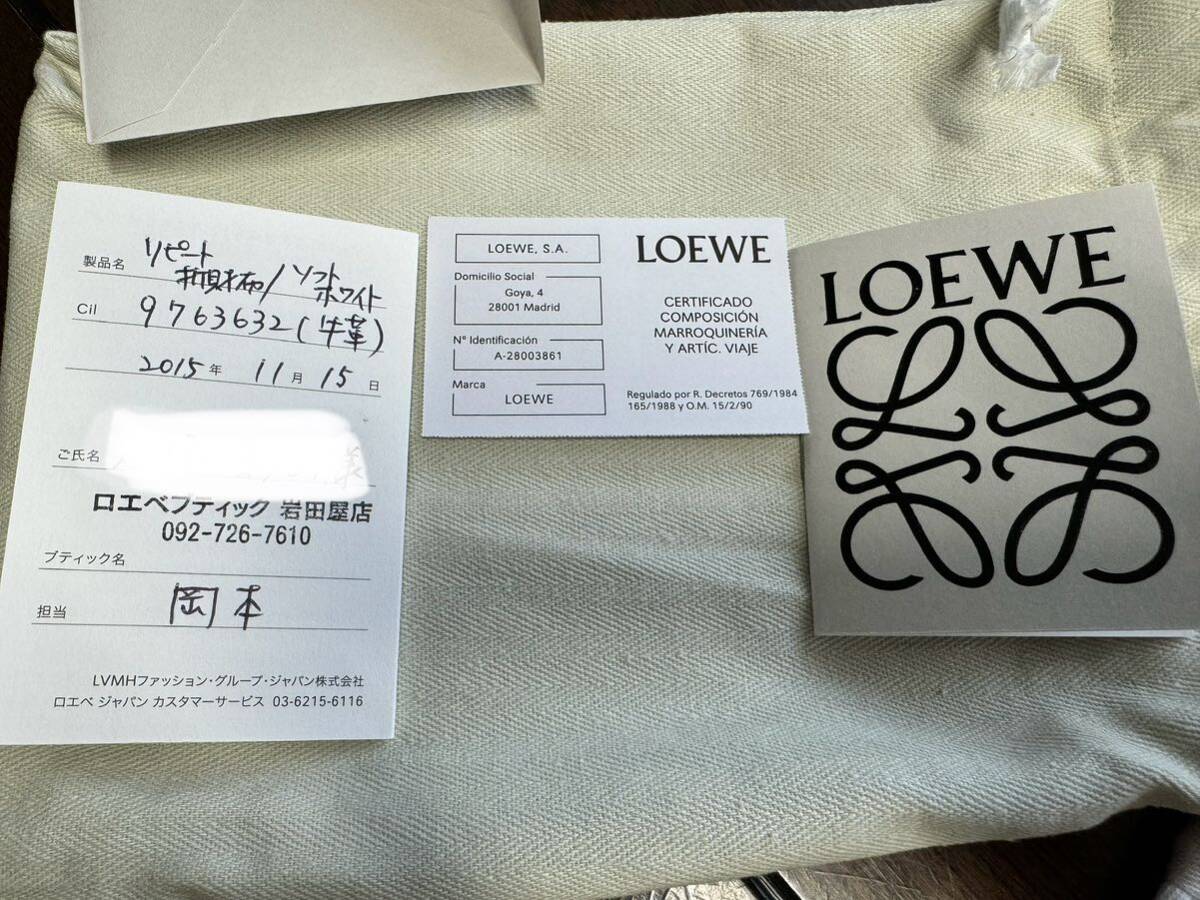 製品名 リピート
折財布/ソフト
ホワイト
Cil 9763632(牛革)
2015年 11月 15日
ご氏名 様
ロエベブティック 岩田屋店
092-726-7610
ブティック名
担当 岡本
LVMHファッション・グループ・ジャパン株式会社
ロエベ ジャパン カスタマーサービス 03-6215-6116
LOEWE, S.A.
Domicilio Social
Goya, 4
28001 Madrid
Nº Identificación
A-28003861
Marca
LOEWE
LOEWE
CERTIFICADO
COMPOSICIÓN
MARROQUINERÍA
Y ARTÍC. VIAJE
Regulado por R. Decretos 769/1984
165/1988 y O.M. 15/2/90
LOEWE